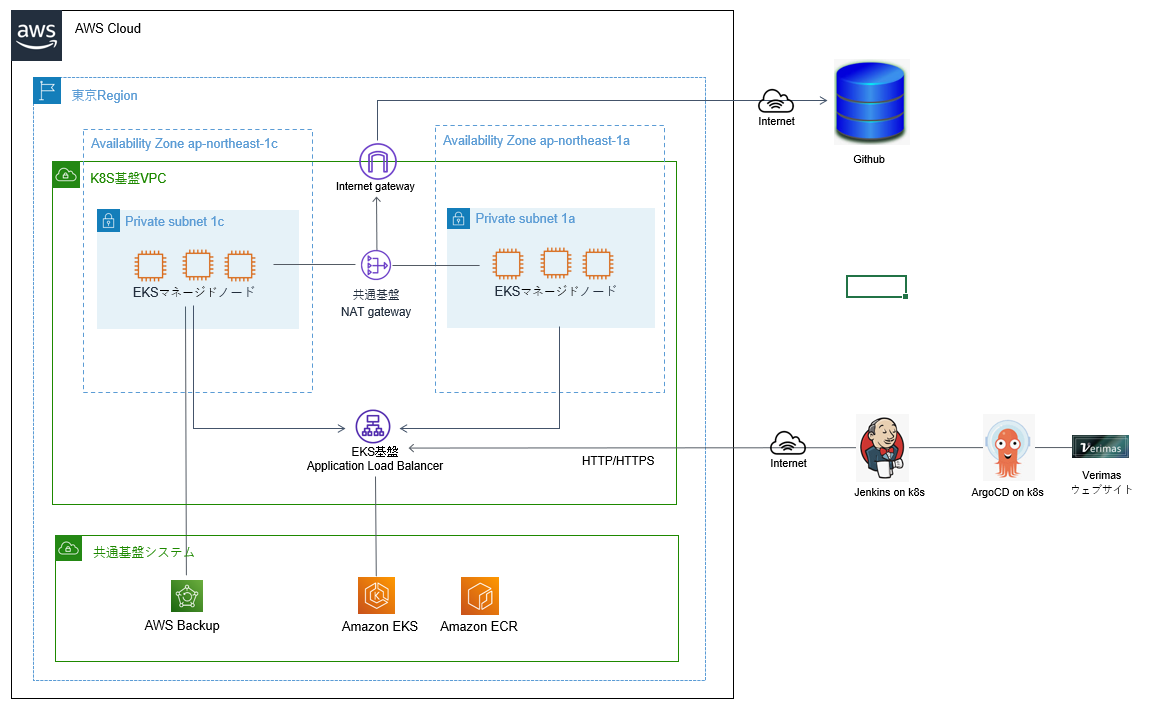 aws
AWS Cloud
東京Region
Availability Zone ap-northeast-1c
Availability Zone ap-northeast-1a
K8S基盤VPC
Internet gateway
Private subnet 1c
Private subnet 1a
EKSマネージドノード
EKSマネージドノード
共通基盤
NAT gateway
Internet
Github
EKS基盤
Application Load Balancer
HTTP/HTTPS
Internet
Jenkins on k8s
ArgoCD on k8s
Verimas
Verimas
ウェブサイト
共通基盤システム
AWS Backup
Amazon EKS
Amazon ECR